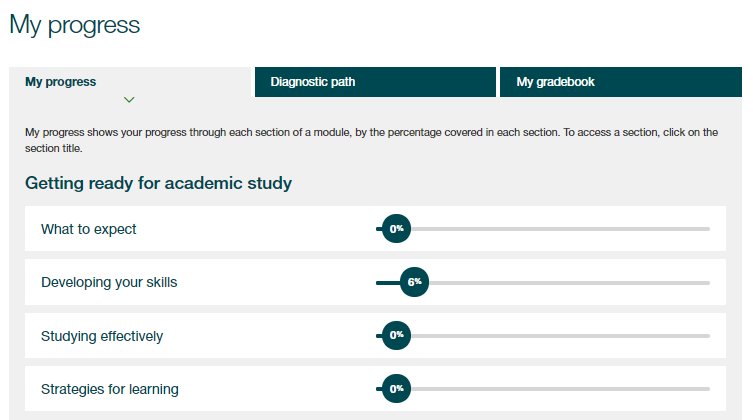 My progress
My progress
Diagnostic path
My gradebook
My progress shows your progress through each section of a module, by the percentage covered in each section. To access a section, click on the
section title.
Getting ready for academic study
What to expect
0%
Developing your skills
6%
Studying effectively
0%
Strategies for learning
0%